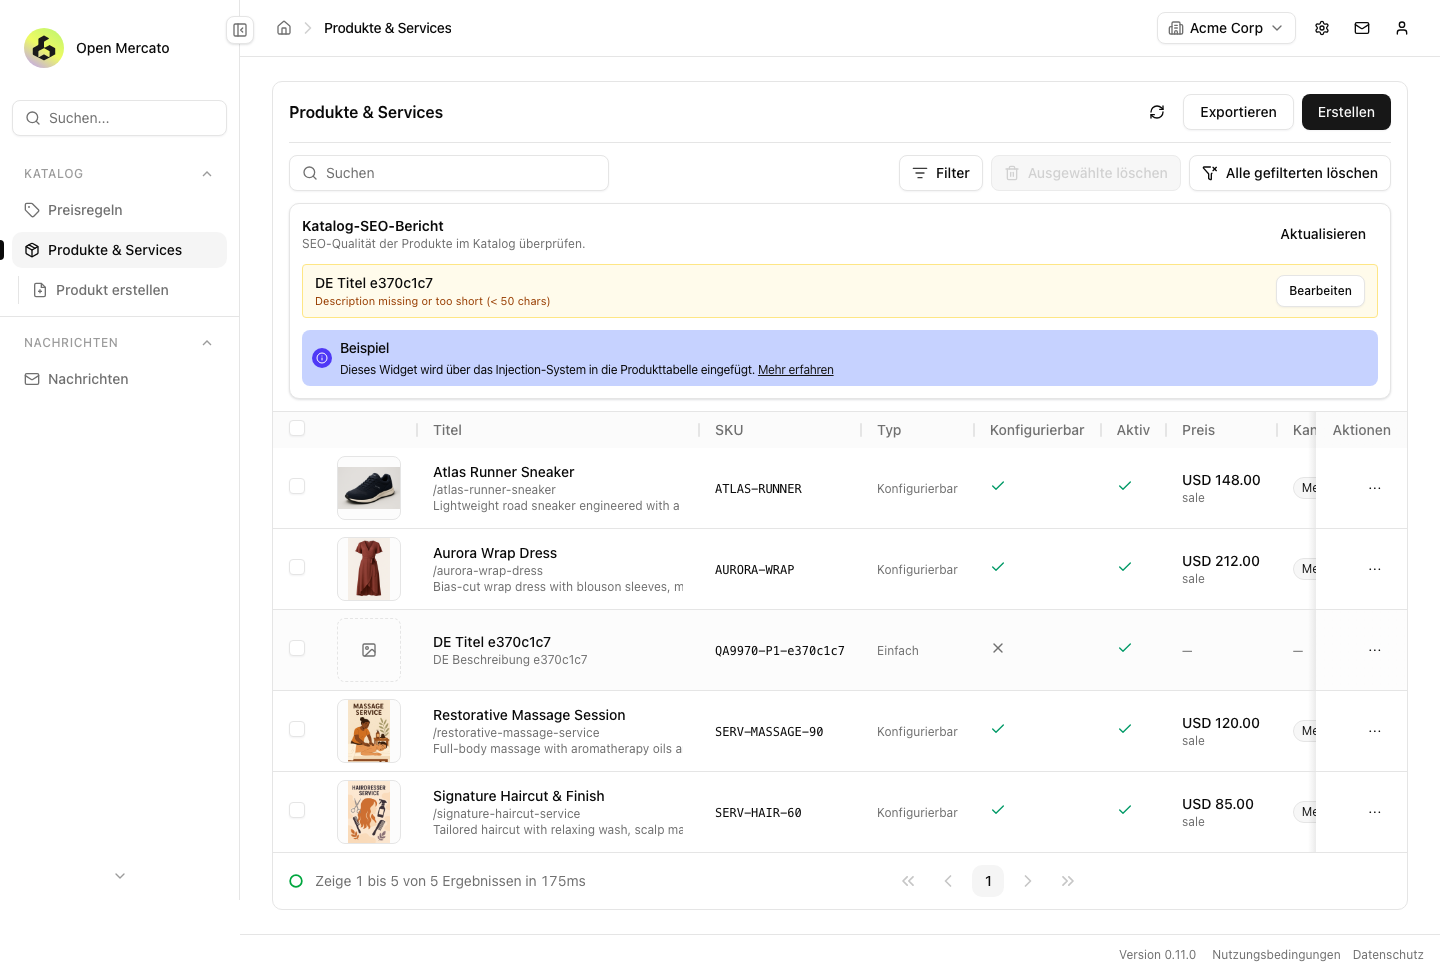 Open Mercato
Produkte & Services
Acme Corp
Suchen...
KATALOG
Preisregeln
Produkte & Services
Produkt erstellen
NACHRICHTEN
Nachrichten
Produkte & Services
Exportieren
Erstellen
Suchen
Filter
Ausgewählte löschen
Alle gefilterten löschen
Katalog-SEO-Bericht
SEO-Qualität der Produkte im Katalog überprüfen.
Aktualisieren
DE Titel e370c1c7
Description missing or too short (< 50 chars)
Bearbeiten
Beispiel
Dieses Widget wird über das Injection-System in die Produkttabelle eingefügt. Mehr erfahren
Titel SKU Typ Konfigurierbar Aktiv Preis Kan Aktionen
Atlas Runner Sneaker
/atlas-runner-sneaker
Lightweight road sneaker engineered with a
ATLAS-RUNNER
Konfigurierbar
USD 148.00
sale
Me
...
Aurora Wrap Dress
/aurora-wrap-dress
Bias-cut wrap dress with blouson sleeves, m
AURORA-WRAP
Konfigurierbar
USD 212.00
sale
Me
...
DE Titel e370c1c7
DE Beschreibung e370c1c7
QA9970-P1-e370c1c7
Einfach
—
—
...
MASSAGE
SERVICE
Restorative Massage Session
/restorative-massage-service
Full-body massage with aromatherapy oils a
SERV-MASSAGE-90
Konfigurierbar
USD 120.00
sale
Me
...
HAIRDRESSER
SERVICE
Signature Haircut & Finish
/signature-haircut-service
Tailored haircut with relaxing wash, scalp ma
SERV-HAIR-60
Konfigurierbar
USD 85.00
sale
Me
...
Zeige 1 bis 5 von 5 Ergebnissen in 175ms
1
Version 0.11.0 Nutzungsbedingungen Datenschutz